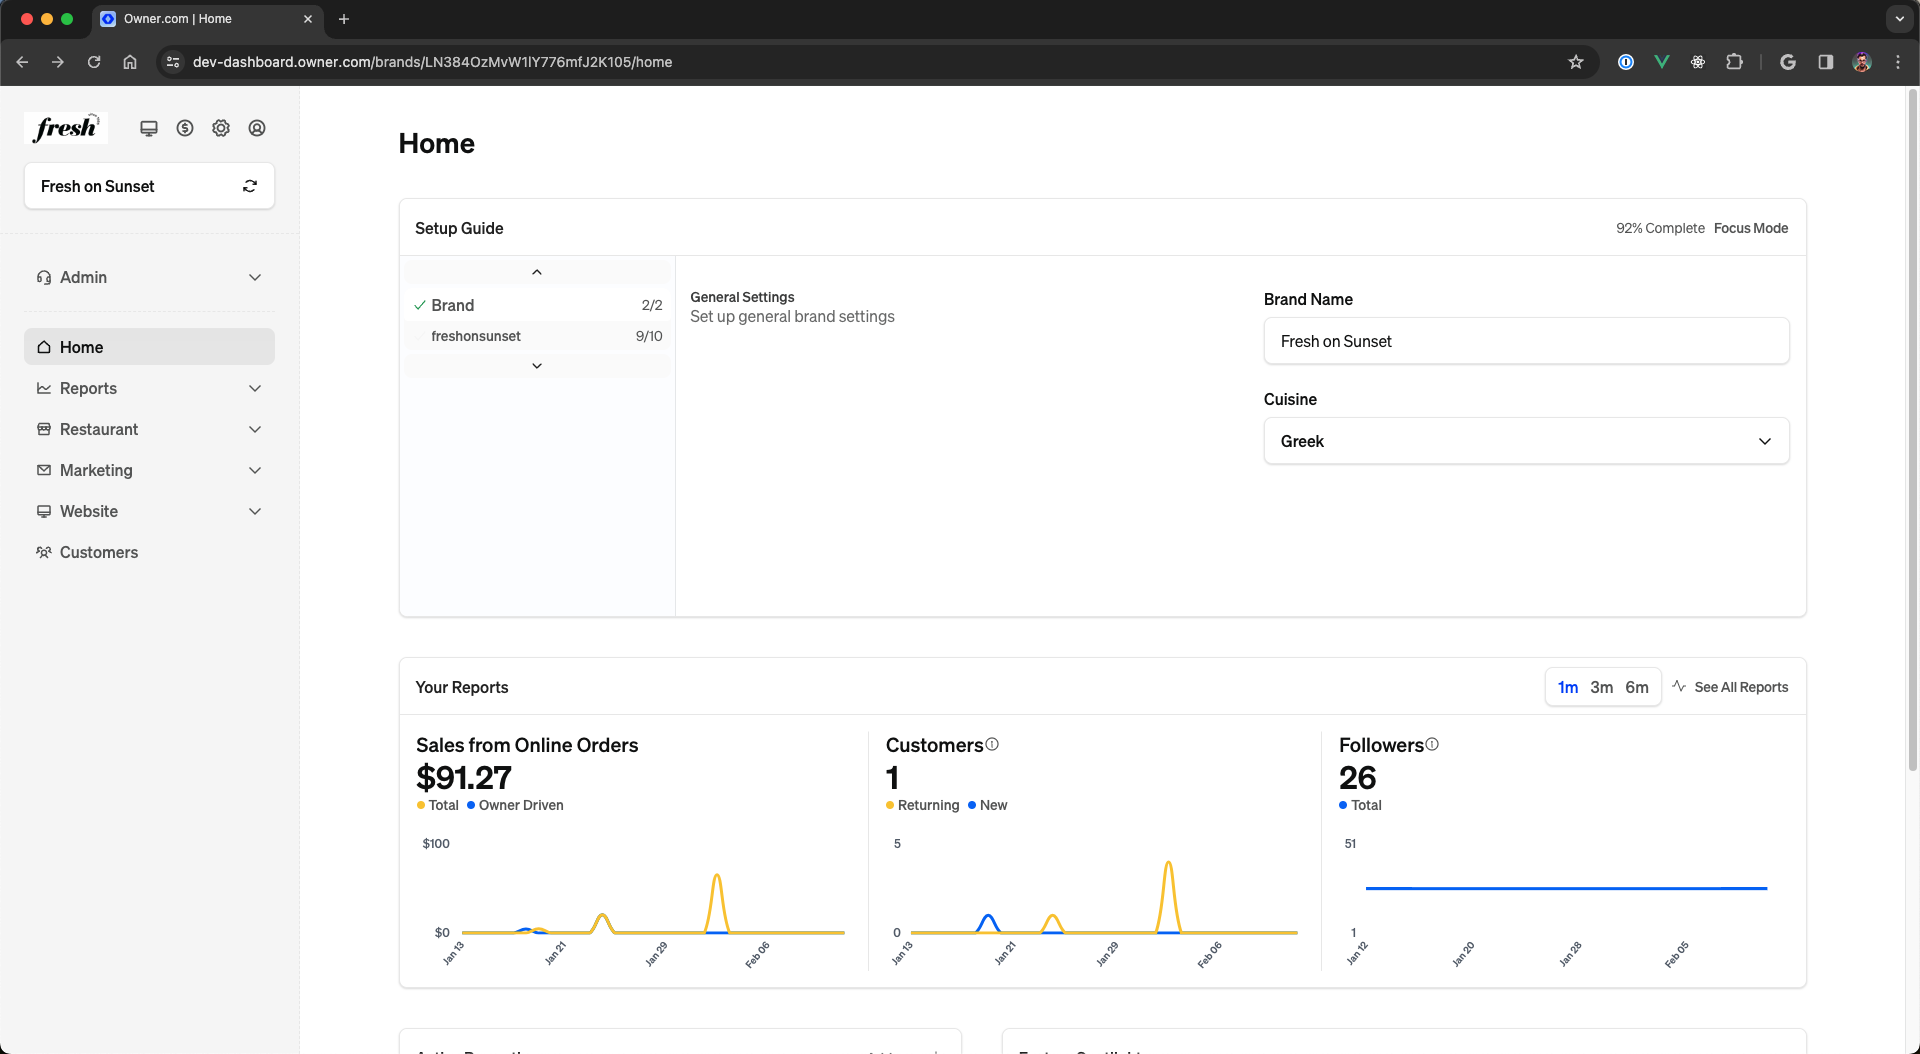 Owner.com | Home
dev-dashboard.owner.com/brands/LN384OzMvW1lY776mfJ2K105/home
fresh
Fresh on Sunset
Admin
Home
Reports
Restaurant
Marketing
Website
Customers
Home
Setup Guide
92% Complete Focus Mode
Brand 2/2
freshonsunset 9/10
General Settings
Set up general brand settings
Brand Name
Fresh on Sunset
Cuisine
Greek
Your Reports
1m 3m 6m See All Reports
Sales from Online Orders
$91.27
Total Owner Driven
$100
$0
Jan 13 Jan 21 Jan 29 Feb 06
Customers
1
Returning New
5
0
Jan 13 Jan 21 Jan 29 Feb 06
Followers
26
Total
51
1
Jan 12 Jan 20 Jan 28 Feb 05